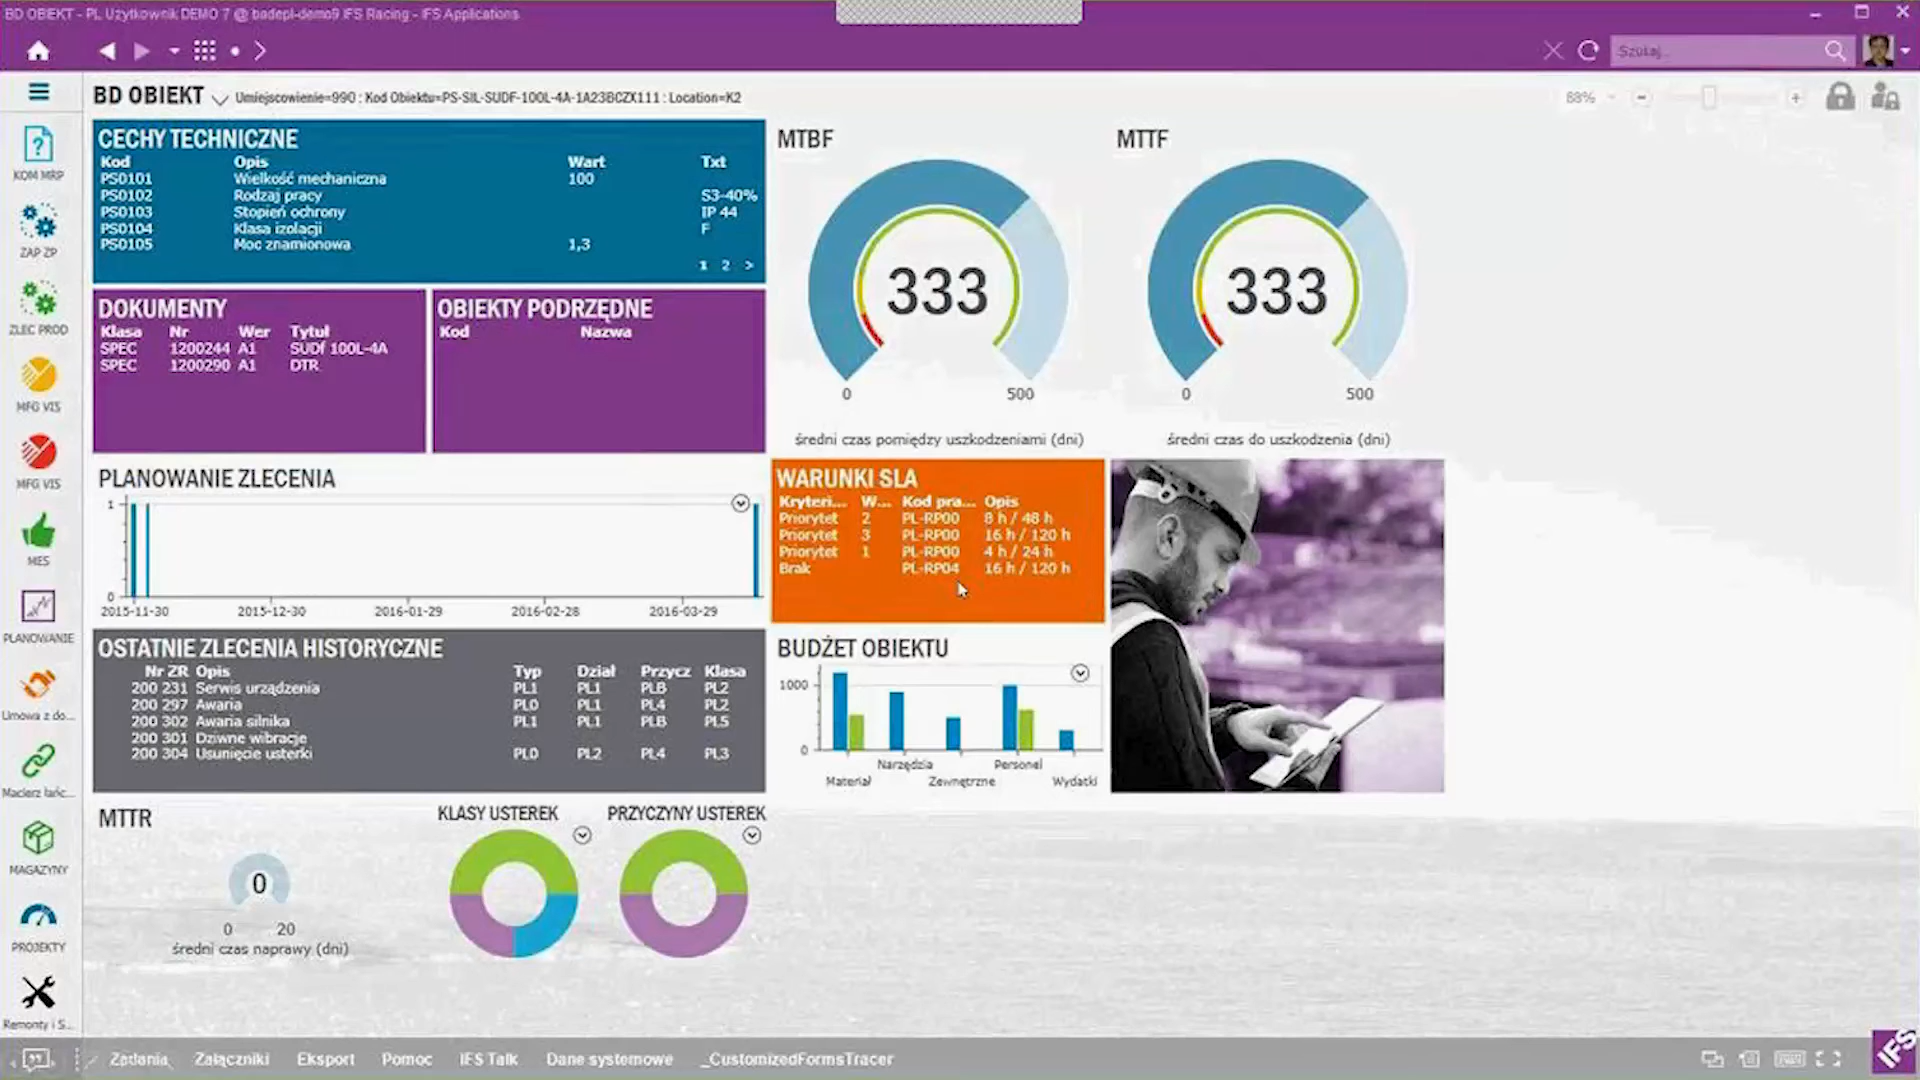 BD OBIEKT - PL Użytkownik DEMO 7 @ badepl-demo9 IFS Racing - IFS Applications
Szukaj...
BD OBIEKT
Umiejscowienie=990 : Kod Obiektu=PS-SIL-SUDF-100L-4A-1A23BCZX111 : Location=K2
88%
KOM MRP
ZAP ZP
ZLEC PROD
MFG VIS
MFG VIS
MES
PLANOWANIE
Umowa z do...
Macierz łańc...
MAGAZYNY
PROJEKTY
Remonty i S...
CECHY TECHNICZNE
Kod Opis Wart Txt
PS0101 Wielkość mechaniczna 100
PS0102 Rodzaj pracy S3-40%
PS0103 Stopień ochrony IP 44
PS0104 Klasa izolacji F
PS0105 Moc znamionowa 1,3
1 2 >
MTBF
333
0 500
średni czas pomiędzy uszkodzeniami (dni)
MTTF
333
0 500
średni czas do uszkodzenia (dni)
DOKUMENTY
Klasa Nr Wer Tytuł
SPEC 1200244 A1 SUDf 100L-4A
SPEC 1200290 A1 DTR
OBIEKTY PODRZĘDNE
Kod Nazwa
PLANOWANIE ZLECENIA
1
0
2015-11-30 2015-12-30 2016-01-29 2016-02-28 2016-03-29
WARUNKI SLA
Kryteri... W... Kod pra... Opis
Priorytet 2 PL-RP00 8 h / 48 h
Priorytet 3 PL-RP00 16 h / 120 h
Priorytet 1 PL-RP00 4 h / 24 h
Brak PL-RP04 16 h / 120 h
OSTATNIE ZLECENIA HISTORYCZNE
Nr ZR Opis Typ Dział Przycz Klasa
200 231 Serwis urządzenia PL1 PL1 PLB PL2
200 297 Awaria PL0 PL1 PL4 PL2
200 302 Awaria silnika PL1 PL1 PLB PL5
200 301 Dziwne wibracje
200 304 Usunięcie usterki PL0 PL2 PL4 PL3
BUDŻET OBIEKTU
1000
0
Narzędzia Personel
Materiał Zewnętrzne Wydatki
MTTR
0
0 20
średni czas naprawy (dni)
KLASY USTEREK
PRZYCZYNY USTEREK
Zadania Załączniki Eksport Pomoc IFS Talk Dane systemowe _CustomizedFormsTracer
IFS